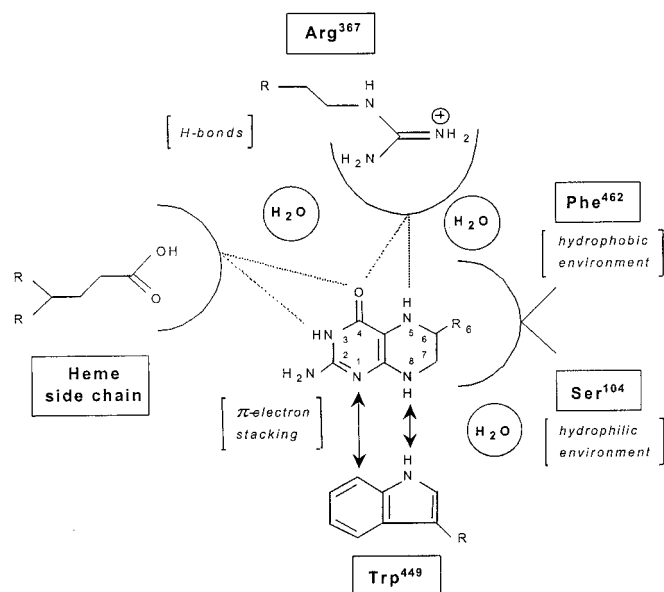 Arg³⁶⁷
H
R
N
[ H-bonds ]
⊕
NH₂
H₂N
H₂O
H₂O
Phe⁴⁶²
[ hydrophobic
environment ]
OH
O
R
R
O
H
HN 3 4 N 5 6 R₆
2 1 8 7
H₂N N N
H
Heme
side chain
Ser¹⁰⁴
[ π-electron
stacking ]
H₂O
[ hydrophilic
environment ]
H
N
R
Trp⁴⁴⁹